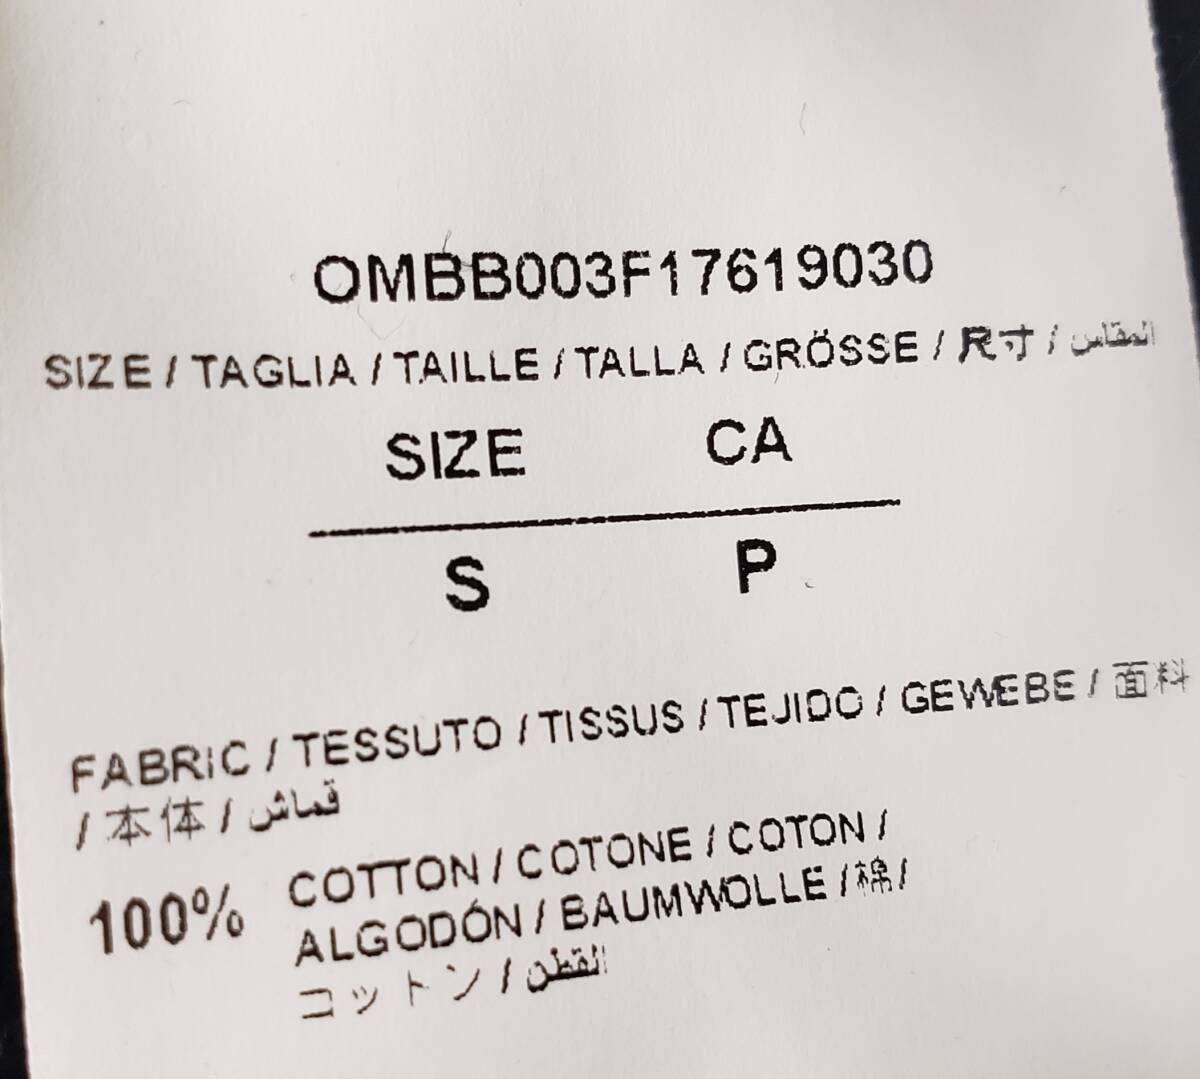 OMBB003F17619030
SIZE / TAGLIA / TAILLE / TALLA / GRÖSSE / 尺寸 / المقاس
SIZE CA
S P
FABRIC / TESSUTO / TISSUS / TEJIDO / GEWEBE / 面料
/ 本体 / قماش
100% COTTON / COTONE / COTON /
ALGODÓN / BAUMWOLLE / 棉 /
コットン / القطن